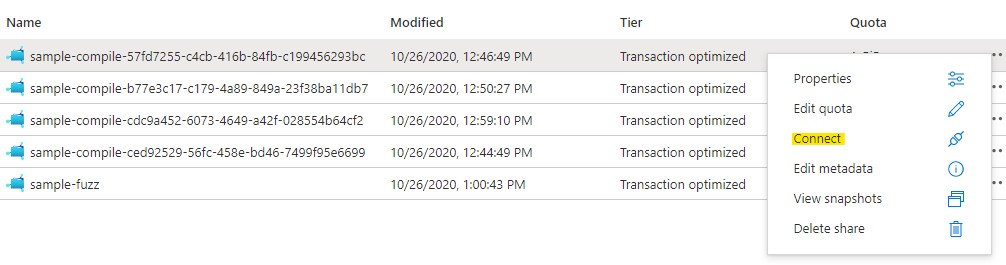 Name Modified Tier Quota
sample-compile-57fd7255-c4cb-416b-84fb-c199456293bc 10/26/2020, 12:46:49 PM Transaction optimized
sample-compile-b77e3c17-c179-4a89-849a-23f38ba11db7 10/26/2020, 12:50:27 PM Transaction optimized
sample-compile-cdc9a452-6073-4649-a42f-028554b64cf2 10/26/2020, 12:59:10 PM Transaction optimized
sample-compile-ced92529-56fc-458e-bd46-7499f95e6699 10/26/2020, 12:44:49 PM Transaction optimized
sample-fuzz 10/26/2020, 1:00:43 PM Transaction optimized
Properties
Edit quota
Connect
Edit metadata
View snapshots
Delete share